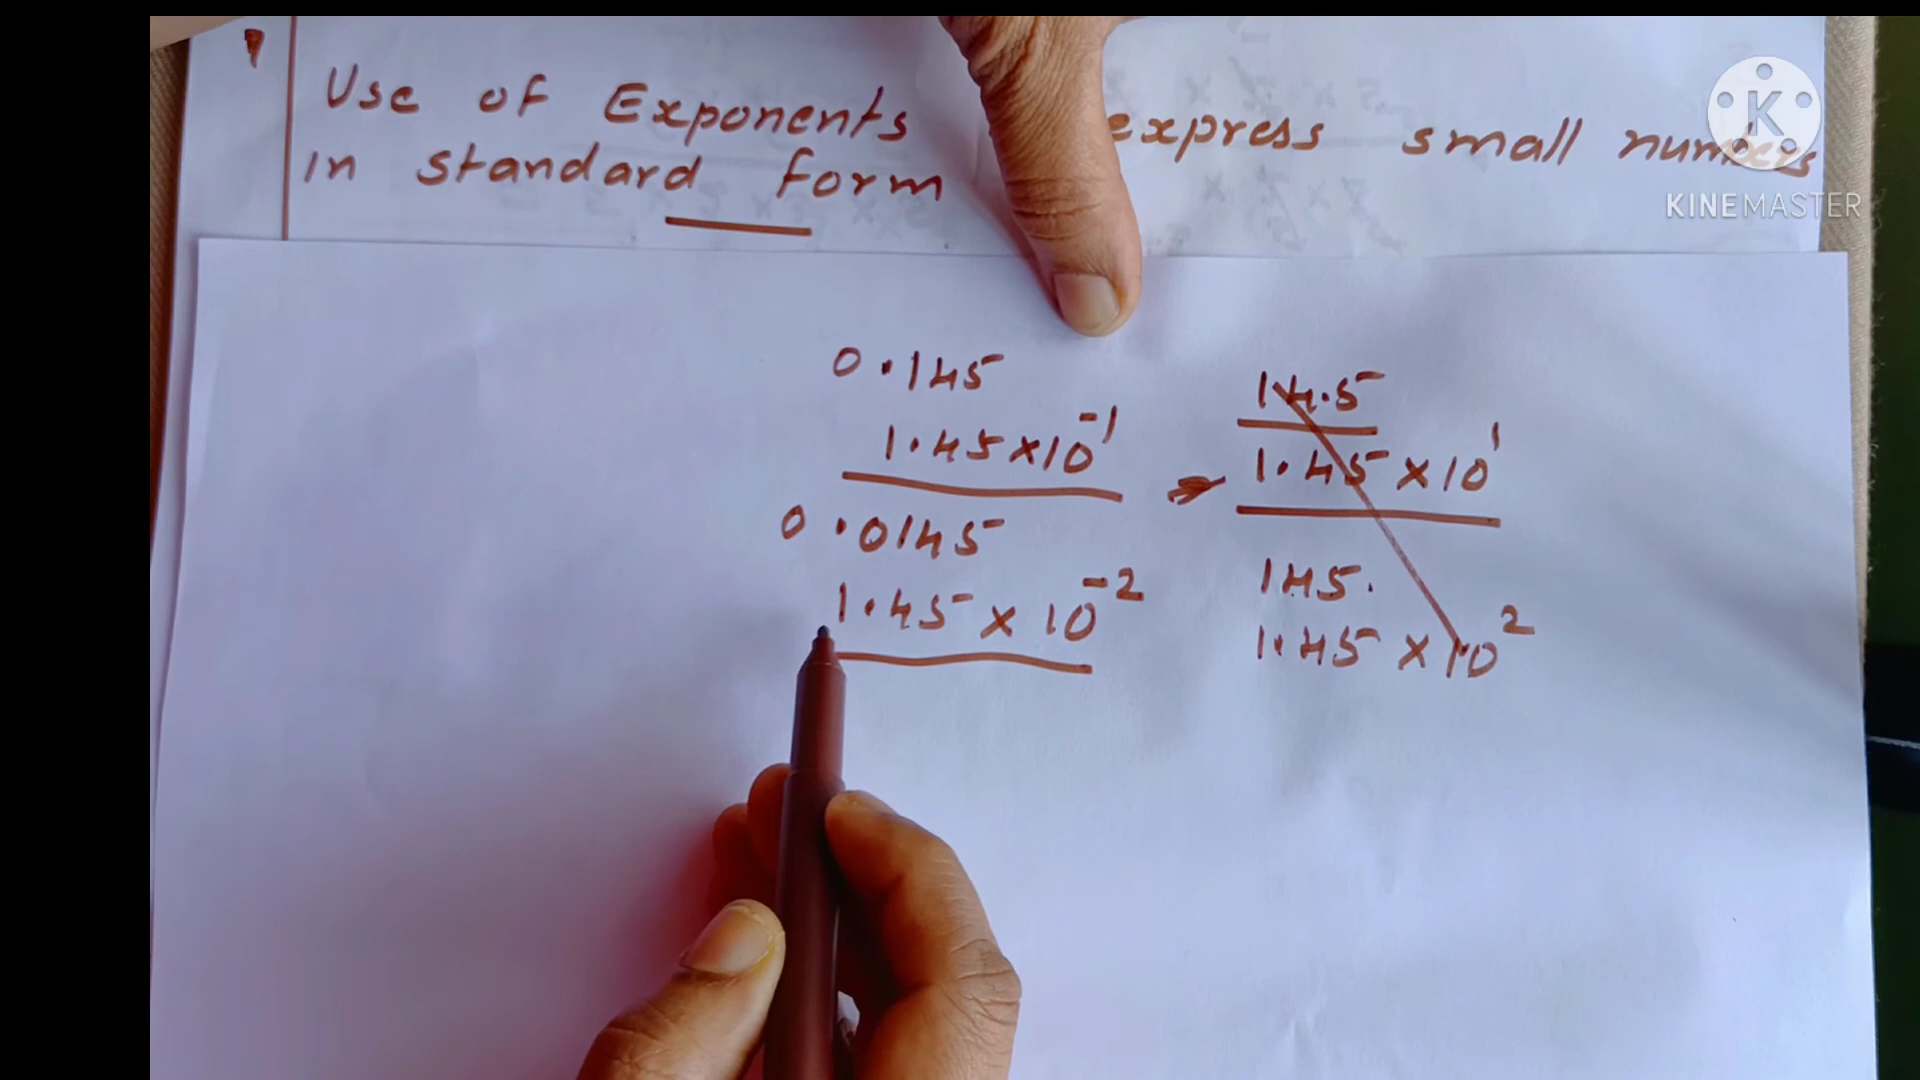 Use of Exponents express small numbers
in standard form
0.145
1.45×10⁻¹
0.0145
1.45 × 10⁻²
14.5
1.45 × 10¹
145.
1.45 × 10²
K
KINEMASTER